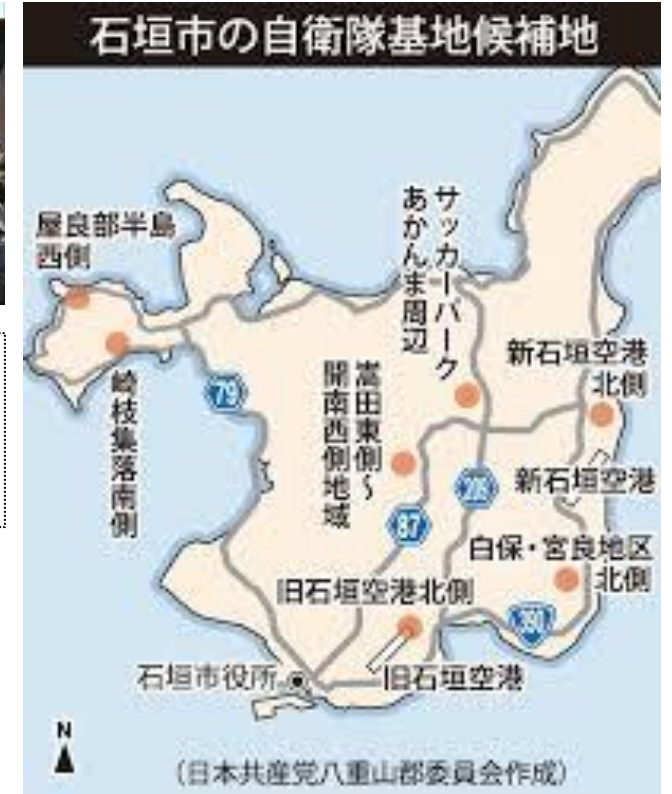 石垣市の自衛隊基地候補地
屋良部半島
西側
崎枝集落南側
79
サッカーパーク
あかんま周辺
嵩田東側~
開南西側地域
新石垣空港
北側
新石垣空港
208
87
白保・宮良地区
北側
390
旧石垣空港北側
石垣市役所
旧石垣空港
N
(日本共産党八重山郡委員会作成)